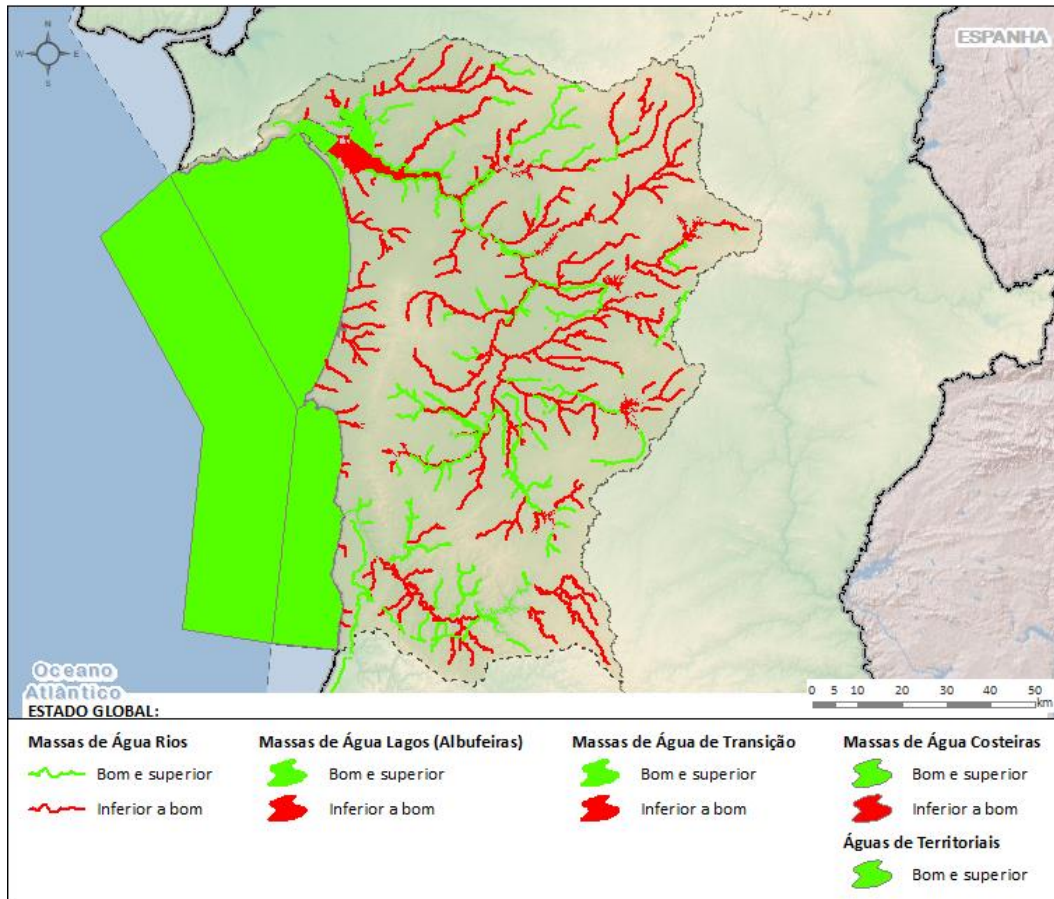 N
W E
S
ESPANHA
Oceano
Atlântico
0 5 10 20 30 40 50
km
ESTADO GLOBAL:
Massas de Água Rios
Bom e superior
Inferior a bom
Massas de Água Lagos (Albufeiras)
Bom e superior
Inferior a bom
Massas de Água de Transição
Bom e superior
Inferior a bom
Massas de Água Costeiras
Bom e superior
Inferior a bom
Águas de Territoriais
Bom e superior